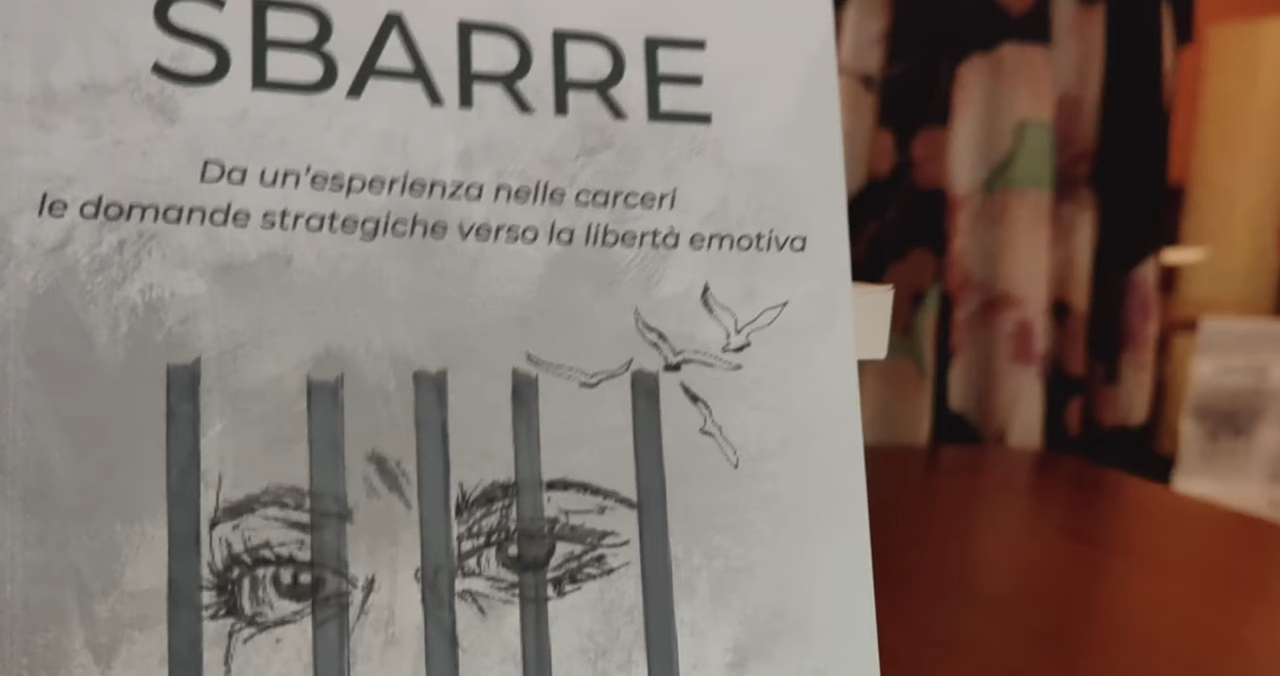 SBARRE
Da un'esperienza nelle carceri
le domande strategiche verso la libertà emotiva